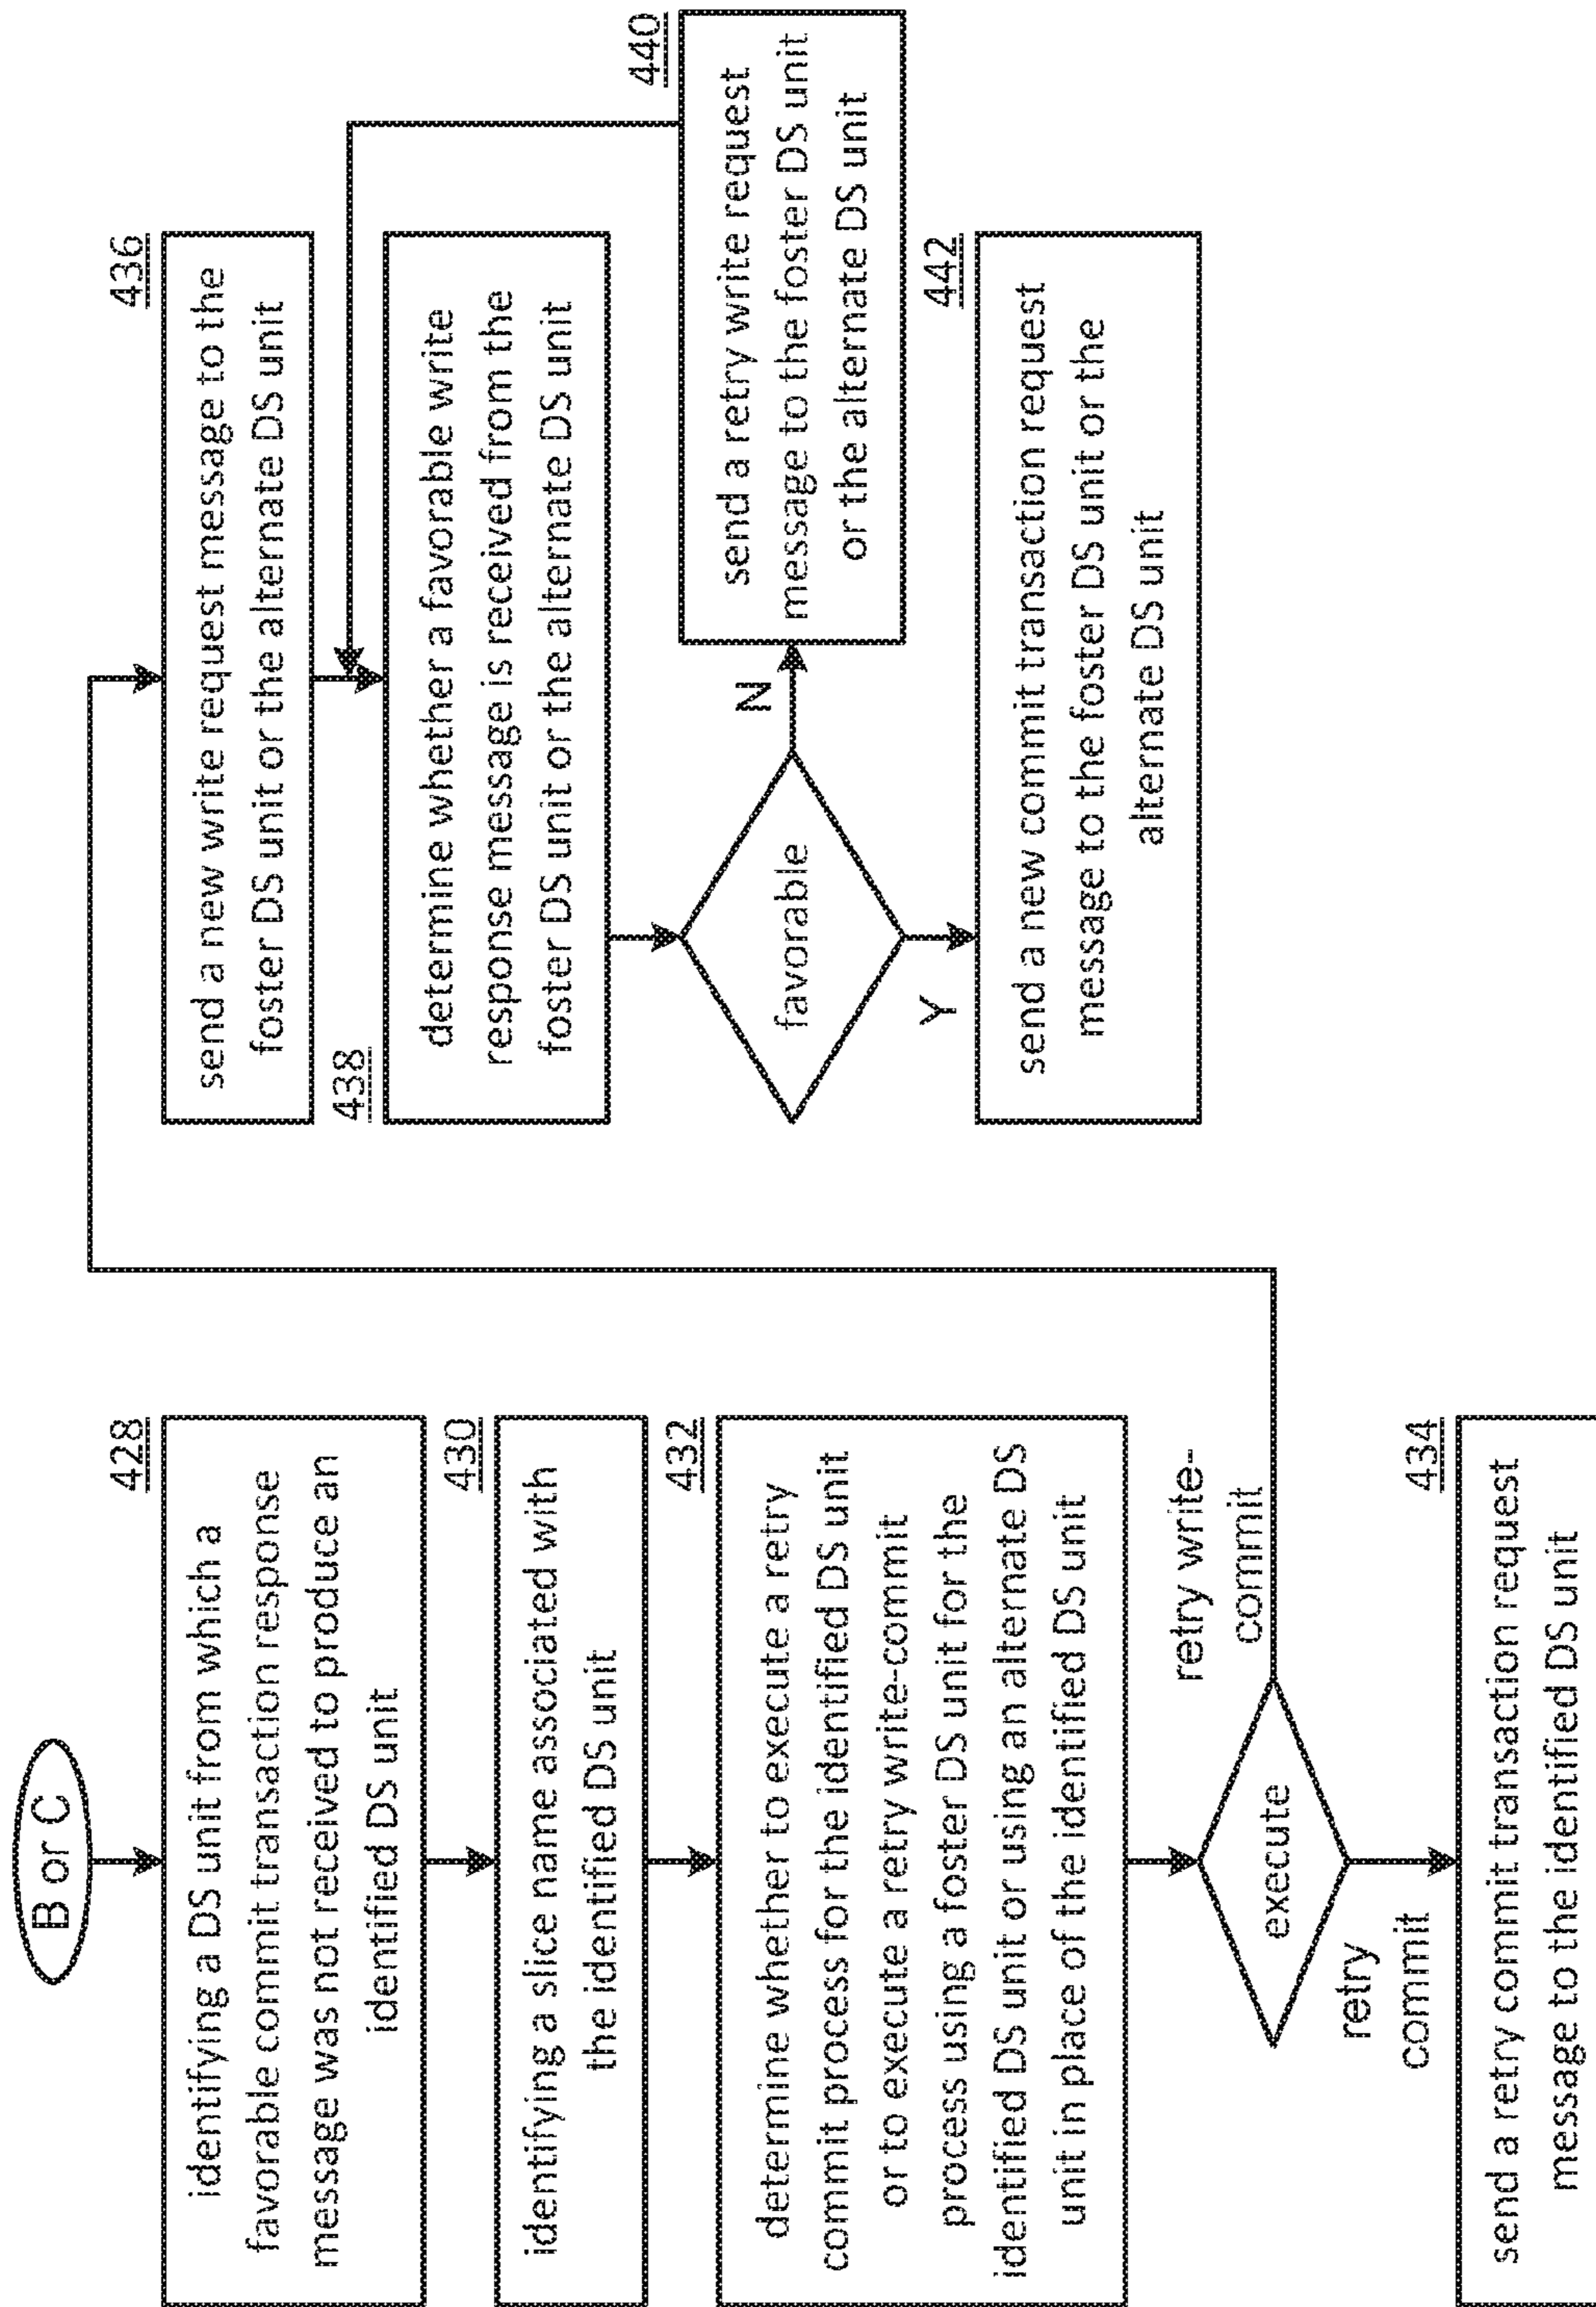 B or C
428
identifying a DS unit from which a
favorable commit transaction response
message was not received to produce an
identified DS unit
430
identifying a slice name associated with
the identified DS unit
432
determine whether to execute a retry
commit process for the identified DS unit
or to execute a retry write-commit
process using a foster DS unit for the
identified DS unit or using an alternate DS
unit in place of the identified DS unit
execute
retry write-
commit
retry
commit
434
send a retry commit transaction request
message to the identified DS unit
436
send a new write request message to the
foster DS unit or the alternate DS unit
438
determine whether a favorable write
response message is received from the
foster DS unit or the alternate DS unit
favorable
N
Y
440
send a retry write request
message to the foster DS unit
or the alternate DS unit
442
send a new commit transaction request
message to the foster DS unit or the
alternate DS unit